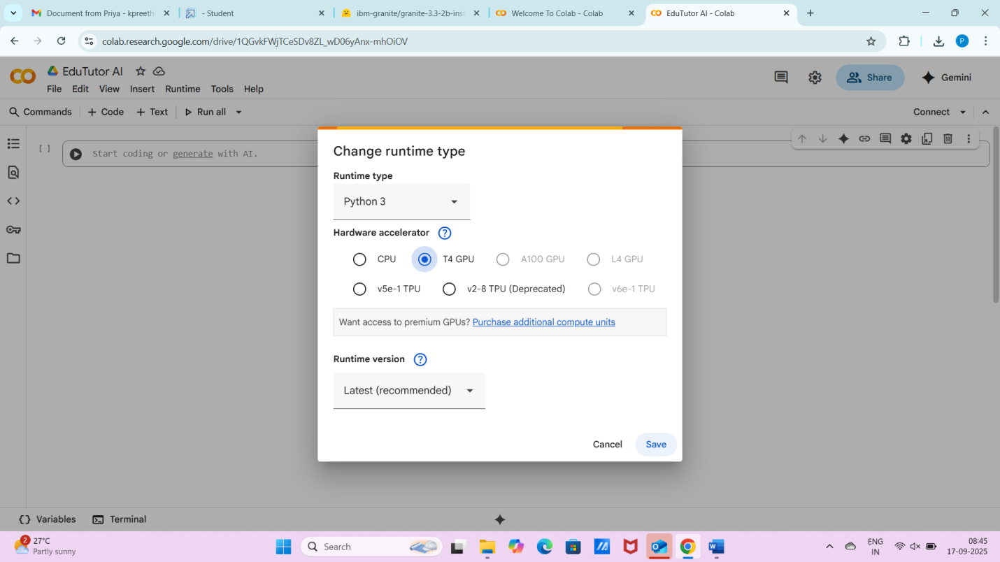 Document from Priya - kpreeth
- Student
ibm-granite/granite-3.3-2b-inst
Welcome To Colab - Colab
EduTutor AI - Colab
colab.research.google.com/drive/1QGvkFWjTCeSDv8ZL_wD06yAnx-mhOiOV
P
EduTutor AI
File Edit View Insert Runtime Tools Help
Share
Gemini
Commands
+ Code
+ Text
Run all
Connect
[ ]
Start coding or generate with AI.
Change runtime type
Runtime type
Python 3
Hardware accelerator ?
CPU T4 GPU A100 GPU L4 GPU
v5e-1 TPU v2-8 TPU (Deprecated) v6e-1 TPU
Want access to premium GPUs? Purchase additional compute units
Runtime version ?
Latest (recommended)
Cancel Save
Variables Terminal
2
27°C
Partly sunny
Search
ENG
IN
08:45
17-09-2025